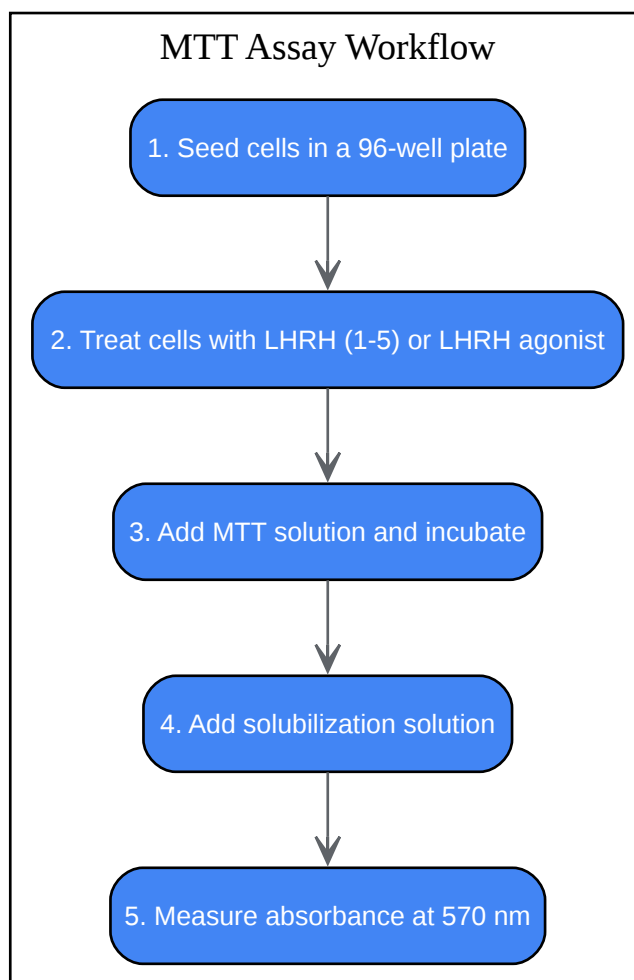 MTT Assay Workflow
1. Seed cells in a 96-well plate
2. Treat cells with LHRH (1-5) or LHRH agonist
3. Add MTT solution and incubate
4. Add solubilization solution
5. Measure absorbance at 570 nm